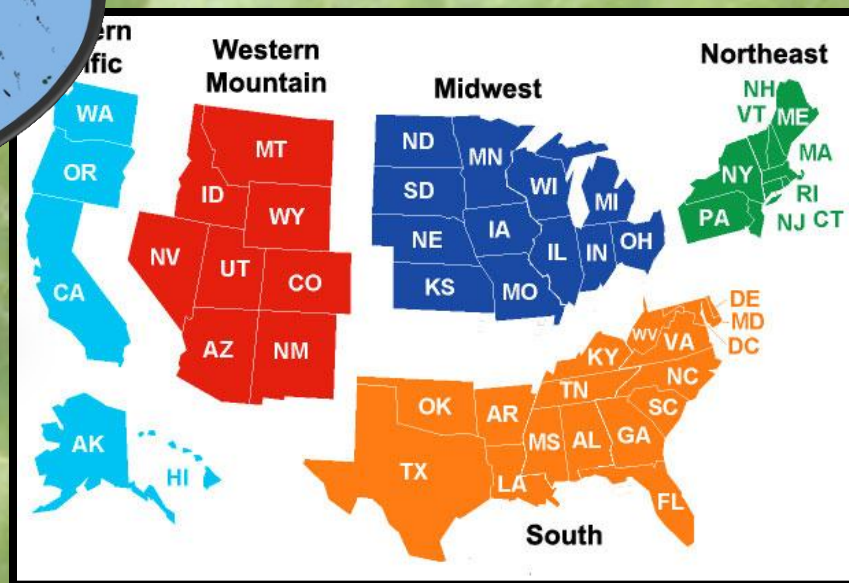 Western
Mountain
Midwest
Northeast
WA
OR
CA
AK
HI
MT
ID
WY
NV
UT
CO
AZ
NM
ND
MN
SD
WI
MI
NE
IA
IL
IN
OH
KS
MO
NH
VT
ME
MA
NY
RI
PA
NJ CT
DE
MD
DC
WV
VA
KY
NC
TN
SC
OK
AR
MS
AL
GA
TX
LA
FL
South